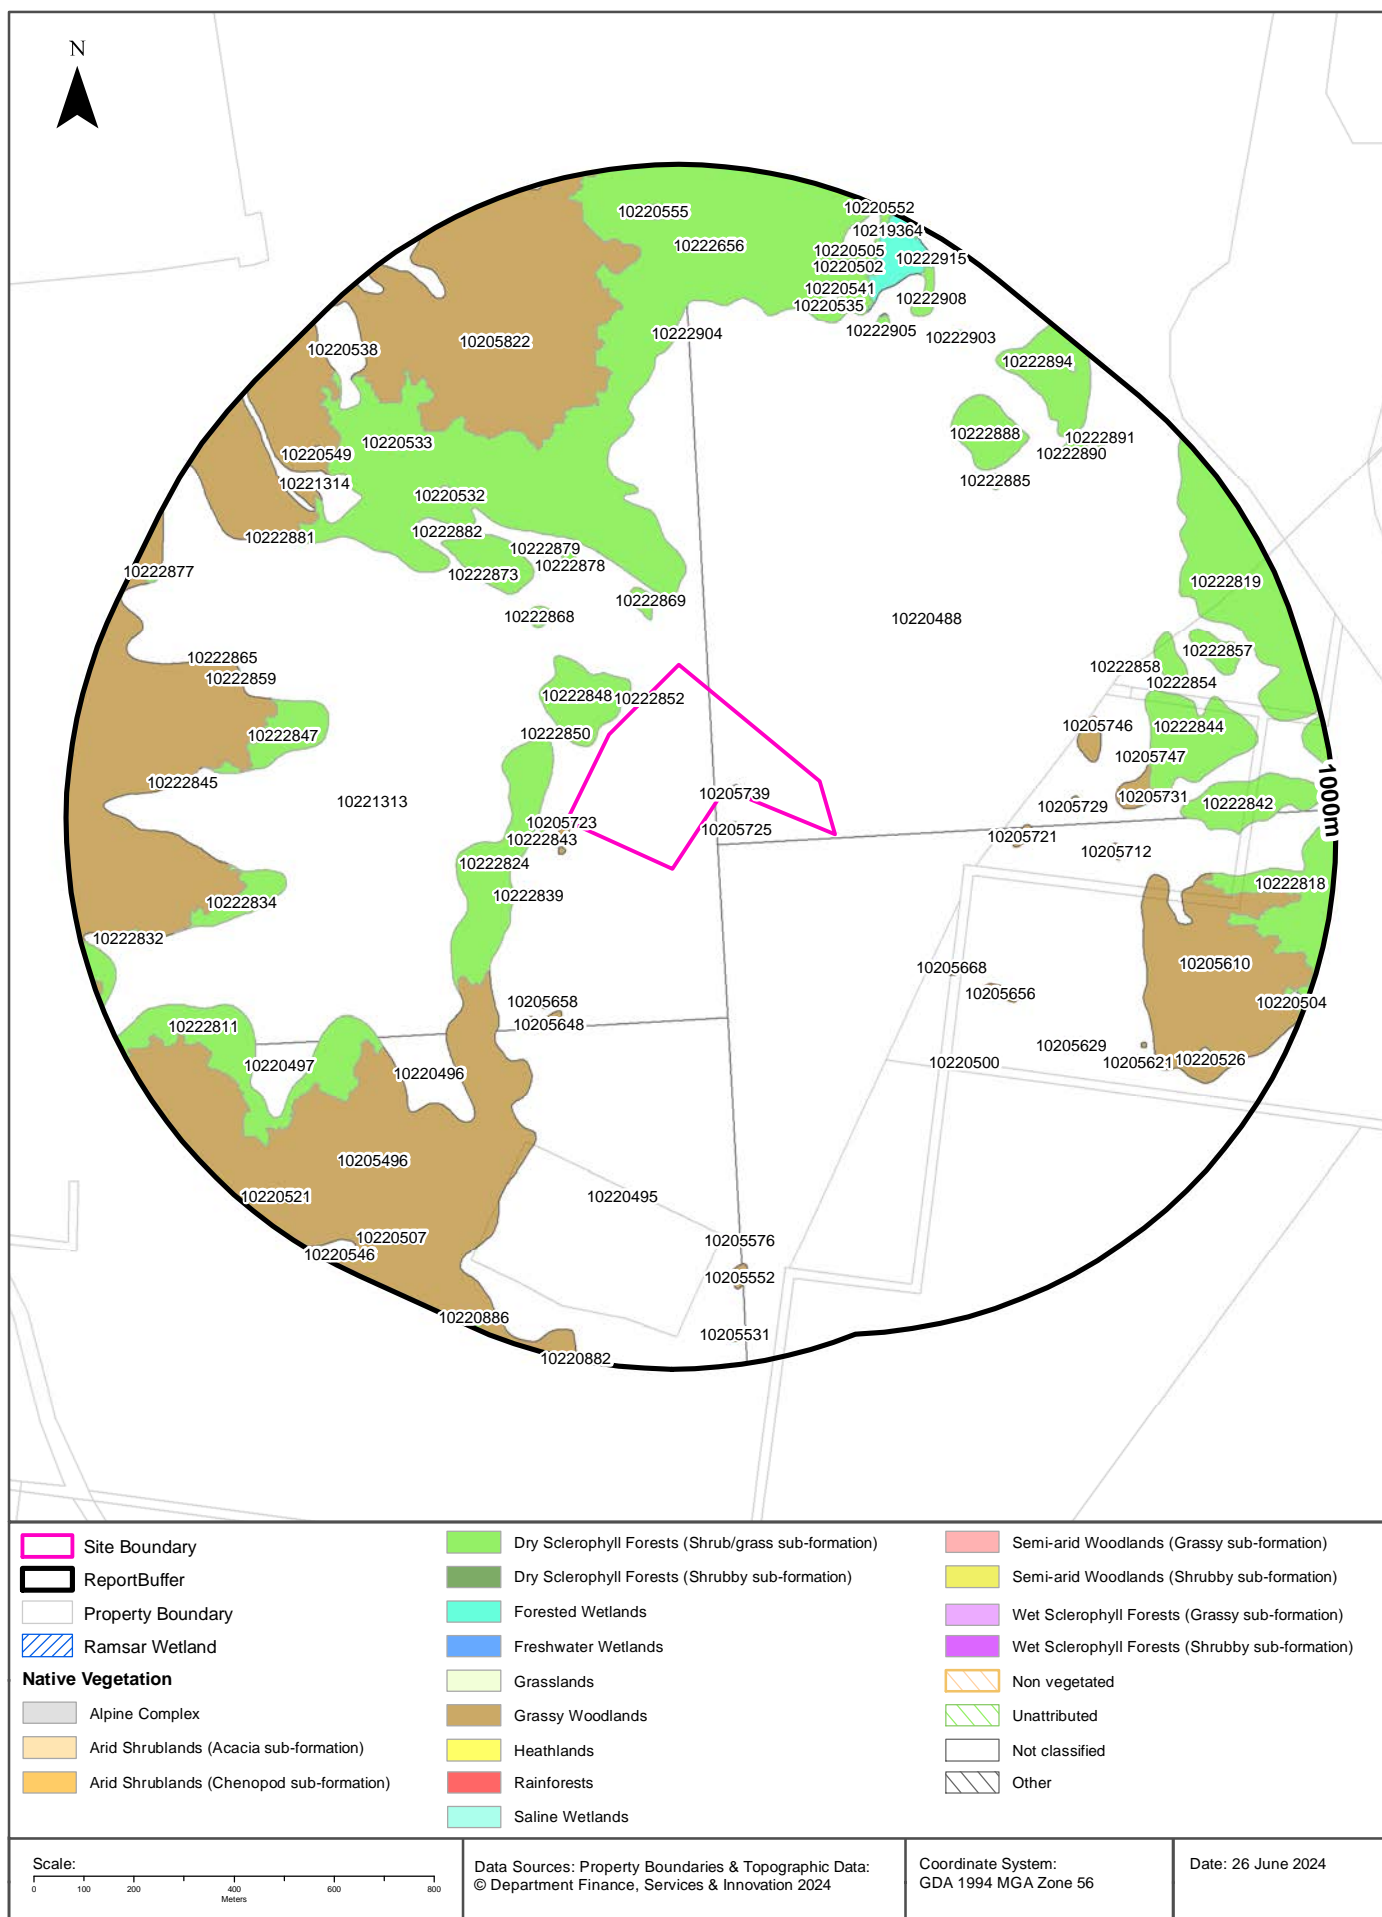 N
10220555
10220552
10222656
10219364
10220505
10222915
10220502
10220541
10222908
10220535
10222905
10222904
10222903
10205822
10220538
10222894
10220533
10222888
10222891
10220549
10222890
10221314
10222885
10220532
10222881
10222882
10222879
10222878
10222877
10222873
10222819
10222869
10222868
10220488
10222857
10222865
10222858
10222859
10222854
10222848
10222852
10222847
10222850
10205746
10222844
10205747
10222845
10205739
10221313
10205731
10222842
10205729
1000m
10205723
10205725
10222843
10205721
10205712
10222824
10222818
10222839
10222834
10222832
10205610
10205668
10205656
10205658
10220504
10205648
10222811
10205629
10220497
10220500
10205621
10220526
10220496
10205496
10220521
10220495
10220507
10205576
10220546
10205552
10220886
10205531
10220882
Site Boundary
ReportBuffer
Property Boundary
Ramsar Wetland
Native Vegetation
Alpine Complex
Arid Shrublands (Acacia sub-formation)
Arid Shrublands (Chenopod sub-formation)
Dry Sclerophyll Forests (Shrub/grass sub-formation)
Dry Sclerophyll Forests (Shrubby sub-formation)
Forested Wetlands
Freshwater Wetlands
Grasslands
Grassy Woodlands
Heathlands
Rainforests
Saline Wetlands
Semi-arid Woodlands (Grassy sub-formation)
Semi-arid Woodlands (Shrubby sub-formation)
Wet Sclerophyll Forests (Grassy sub-formation)
Wet Sclerophyll Forests (Shrubby sub-formation)
Non vegetated
Unattributed
Not classified
Other
Scale:
0 100 200 400 600 800
Meters
Data Sources: Property Boundaries & Topographic Data:
© Department Finance, Services & Innovation 2024
Coordinate System:
GDA 1994 MGA Zone 56
Date: 26 June 2024